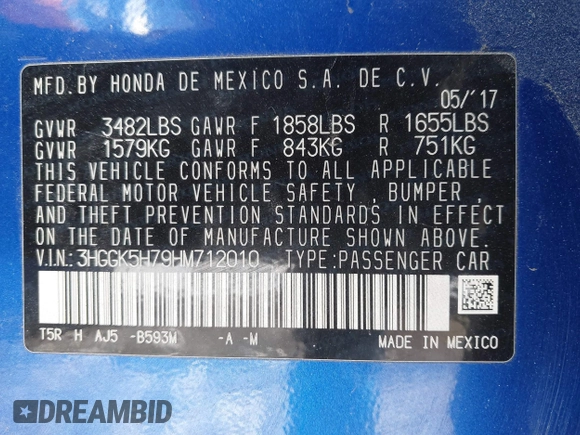 MFD.BY HONDA DE MEXICO S.A. DE C.V.
05/'17
GVWR 3482LBS GAWR F 1858LBS R 1655LBS
GVWR 1579KG GAWR F 843KG R 751KG
THIS VEHICLE CONFORMS TO ALL APPLICABLE
FEDERAL MOTOR VEHICLE SAFETY , BUMPER ,
AND THEFT PREVENTION STANDARDS IN EFFECT
ON THE DATE OF MANUFACTURE SHOWN ABOVE.
V.I.N.:3HGGK5H79HM712010 TYPE:PASSENGER CAR
T5R H AJ5 -B593M -A -M
MADE IN MEXICO
DREAMBID